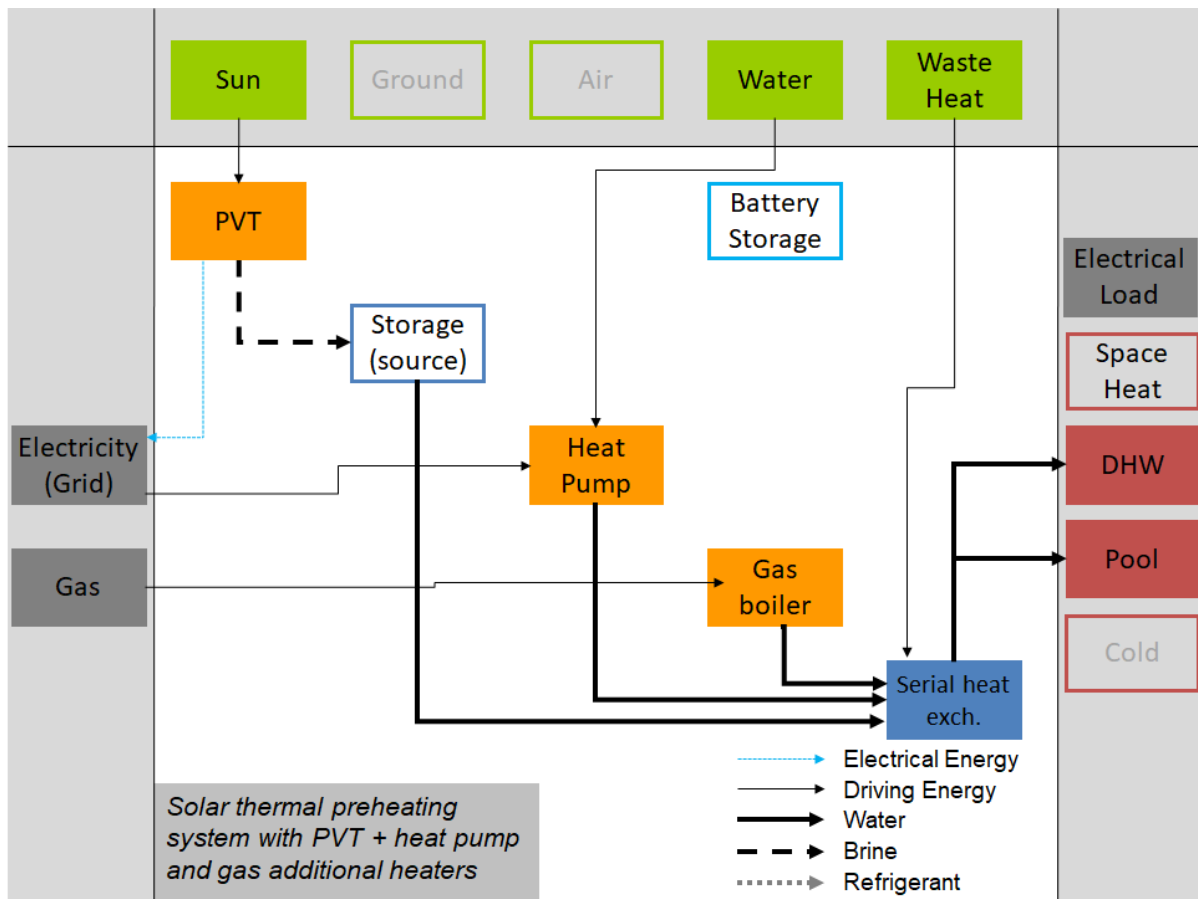 Sun
Ground
Air
Water
Waste
Heat
PVT
Battery
Storage
Electrical
Load
Storage
(source)
Space
Heat
Electricity
(Grid)
Heat
Pump
DHW
Gas
Gas
boiler
Pool
Cold
Serial heat
exch.
Electrical Energy
Driving Energy
Water
Brine
Refrigerant
Solar thermal preheating
system with PVT + heat pump
and gas additional heaters